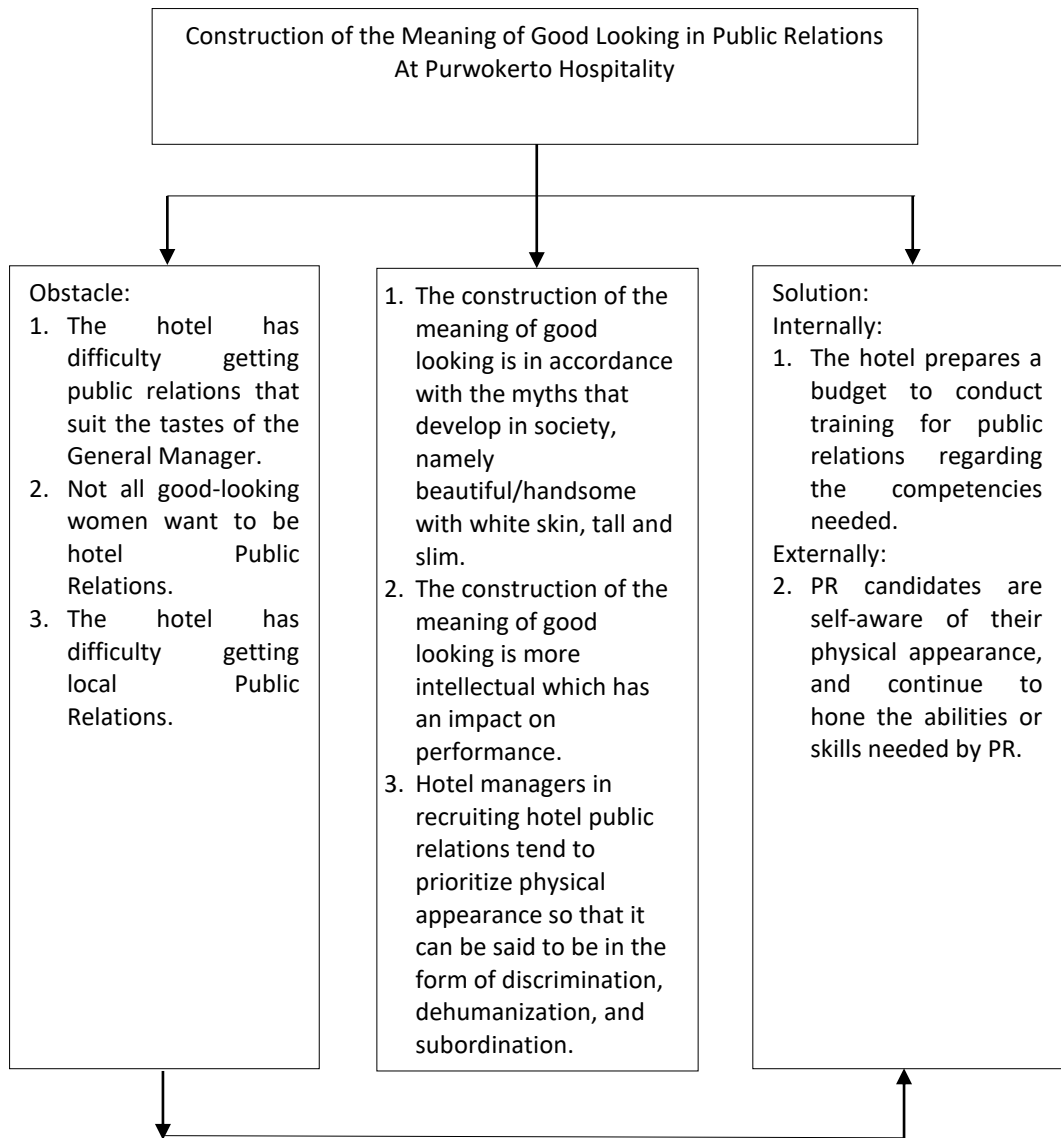 Construction of the Meaning of Good Looking in Public Relations
At Purwokerto Hospitality
Obstacle:
1. The hotel has
difficulty getting
public relations that
suit the tastes of the
General Manager.
2. Not all good-looking
women want to be
hotel Public
Relations.
3. The hotel has
difficulty getting
local Public
Relations.
1. The construction of the
meaning of good
looking is in accordance
with the myths that
develop in society,
namely
beautiful/handsome
with white skin, tall and
slim.
2. The construction of the
meaning of good
looking is more
intellectual which has
an impact on
performance.
3. Hotel managers in
recruiting hotel public
relations tend to
prioritize physical
appearance so that it
can be said to be in the
form of discrimination,
dehumanization, and
subordination.
Solution:
Internally:
1. The hotel prepares a
budget to conduct
training for public
relations regarding
the competencies
needed.
Externally:
2. PR candidates are
self-aware of their
physical appearance,
and continue to
hone the abilities or
skills needed by PR.